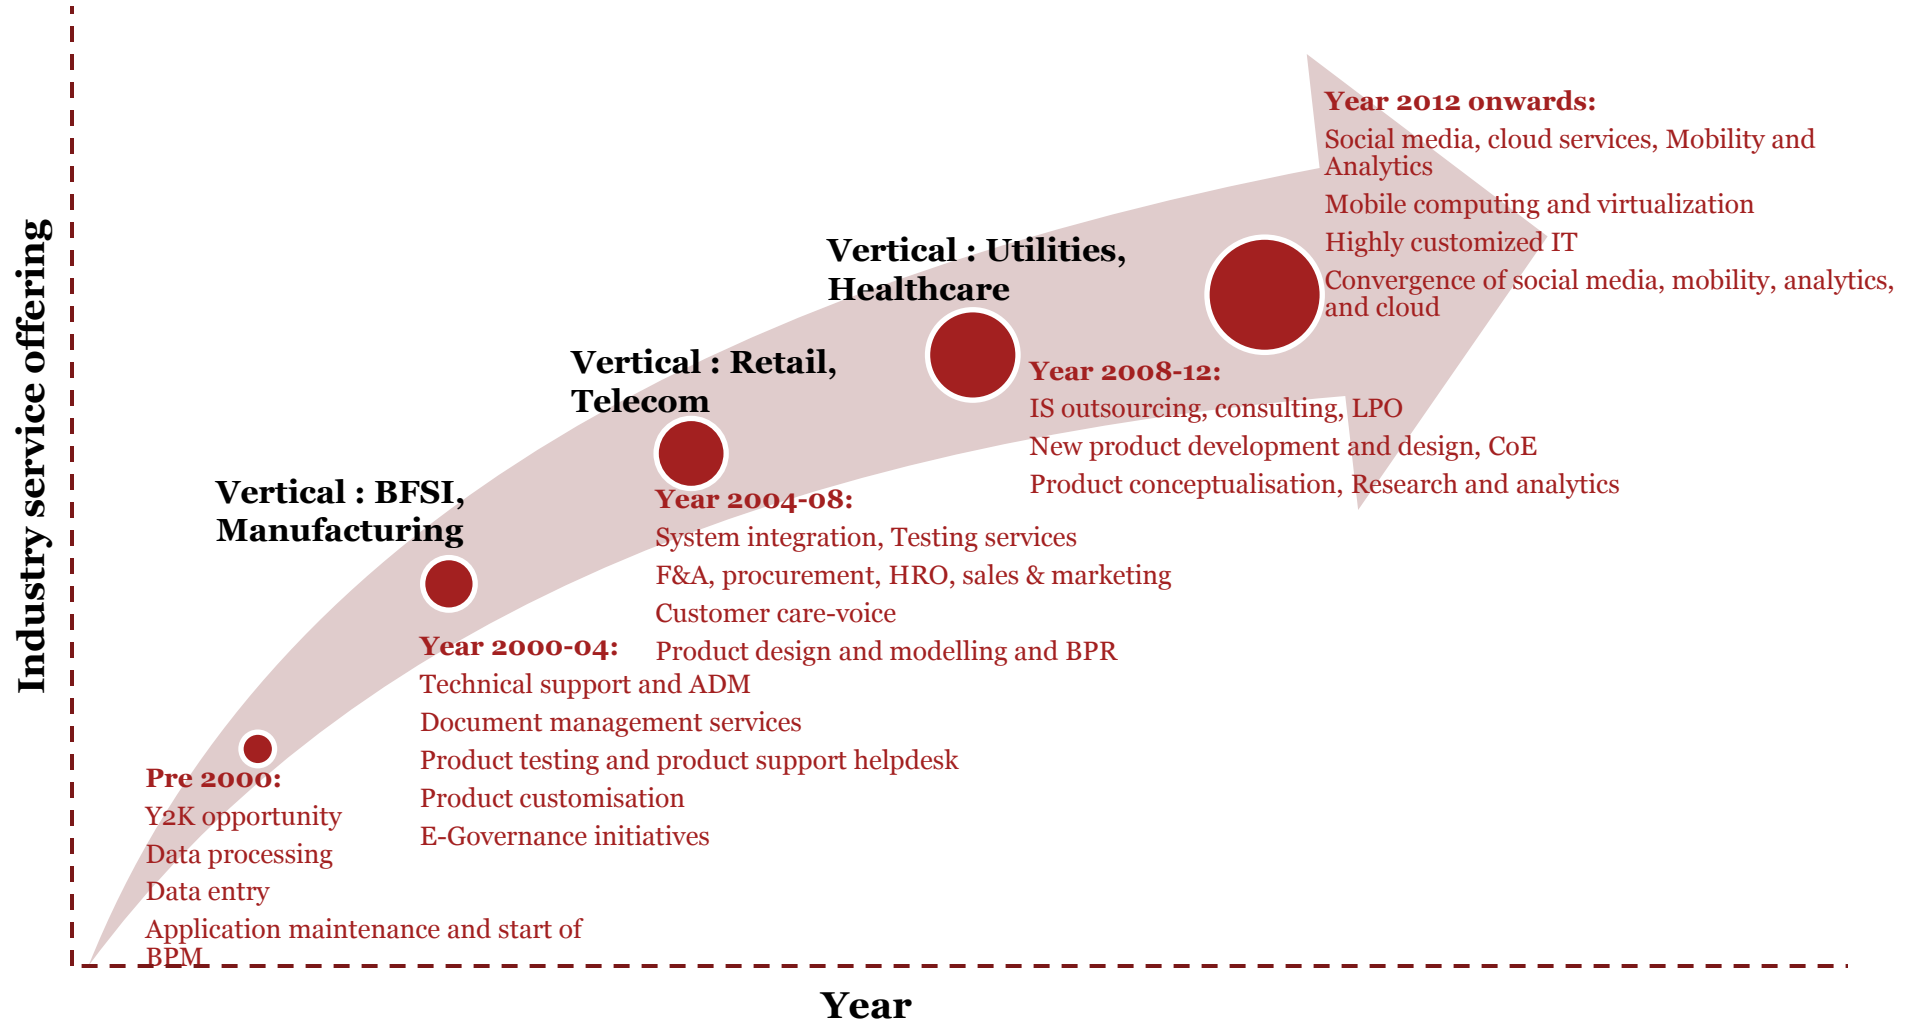 Industry service offering
Year 2012 onwards:
Social media, cloud services, Mobility and
Analytics
Mobile computing and virtualization
Highly customized IT
Convergence of social media, mobility, analytics,
and cloud
Vertical : Utilities,
Healthcare
Year 2008-12:
IS outsourcing, consulting, LPO
New product development and design, CoE
Product conceptualisation, Research and analytics
Vertical : Retail,
Telecom
Year 2004-08:
System integration, Testing services
F&A, procurement, HRO, sales & marketing
Customer care-voice
Product design and modelling and BPR
Vertical : BFSI,
Manufacturing
Year 2000-04:
Technical support and ADM
Document management services
Product testing and product support helpdesk
Product customisation
E-Governance initiatives
Pre 2000:
Y2K opportunity
Data processing
Data entry
Application maintenance and start of
BPM
Year